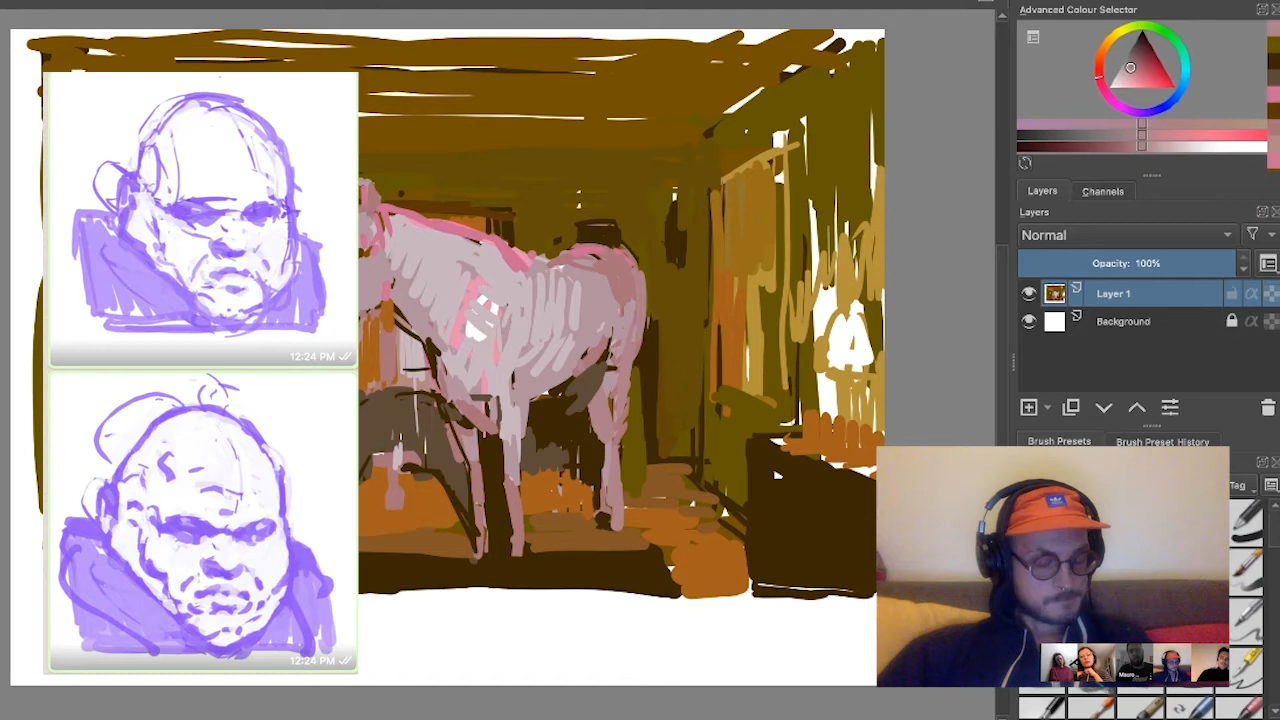 Advanced Colour Selector
Layers
Channels
Layers
Normal
Opacity: 100%
Layer 1
Background
Brush Presets
Brush Preset History
Tag
12:24 PM
12:24 PM
Mauro